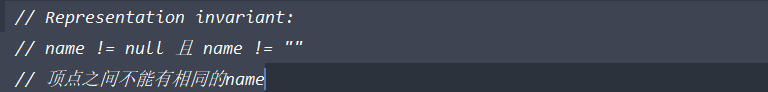 // Representation invariant:
// name != null 且 name != ""
// 顶点之间不能有相同的name